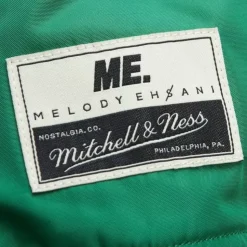 ME.
MELODY EHSANI
NOSTALGIA, CO.
Mitchell & Ness
PHILADELPHIA, PA.